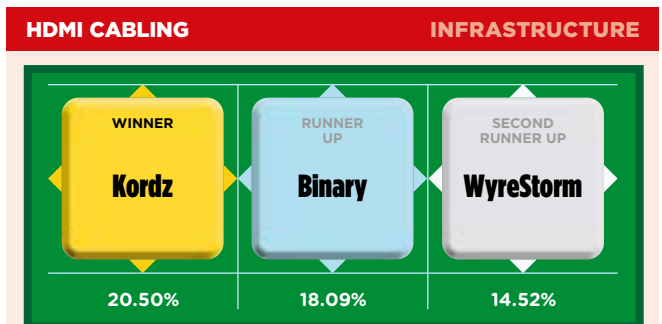 HDMI CABLING INFRASTRUCTURE
WINNER
Kordz
RUNNER
UP
Binary
SECOND
RUNNER UP
WyreStorm
20.50% 18.09% 14.52%